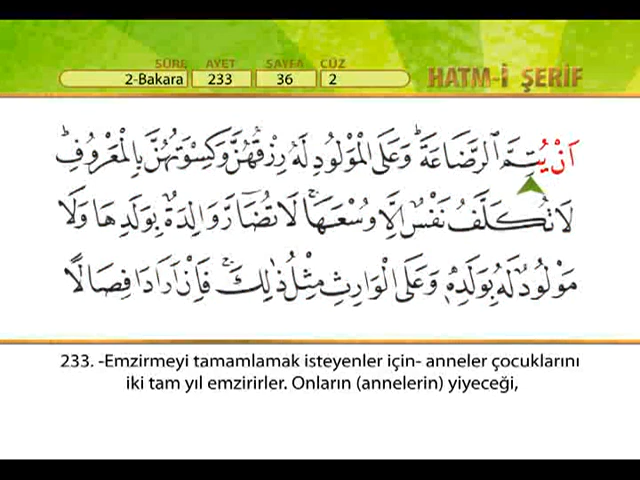 SÛRE AYET SAYFA CÜZ
2-Bakara 233 36 2
HATM-İ ŞERİF
اَنْ يُتِمَّ الرَّضَاعَةَۜ وَعَلَى الْمَوْلُودِ لَهُ رِزْقُهُنَّ وَكِسْوَتُهُنَّ بِالْمَعْرُوفِۜ
لَا تُكَلَّفُ نَفْسٌ اِلَّا وُسْعَهَاۚ لَا تُضَٓارَّ وَالِدَةٌ بِوَلَدِهَا وَلَا
مَوْلُودٌ لَهُ بِوَلَدِه۪ وَعَلَى الْوَارِثِ مِثْلُ ذٰلِكَۚ فَاِنْ اَرَادَا فِصَالًا
233. -Emzirmeyi tamamlamak isteyenler için- anneler çocuklarını
iki tam yıl emzirirler. Onların (annelerin) yiyeceği,